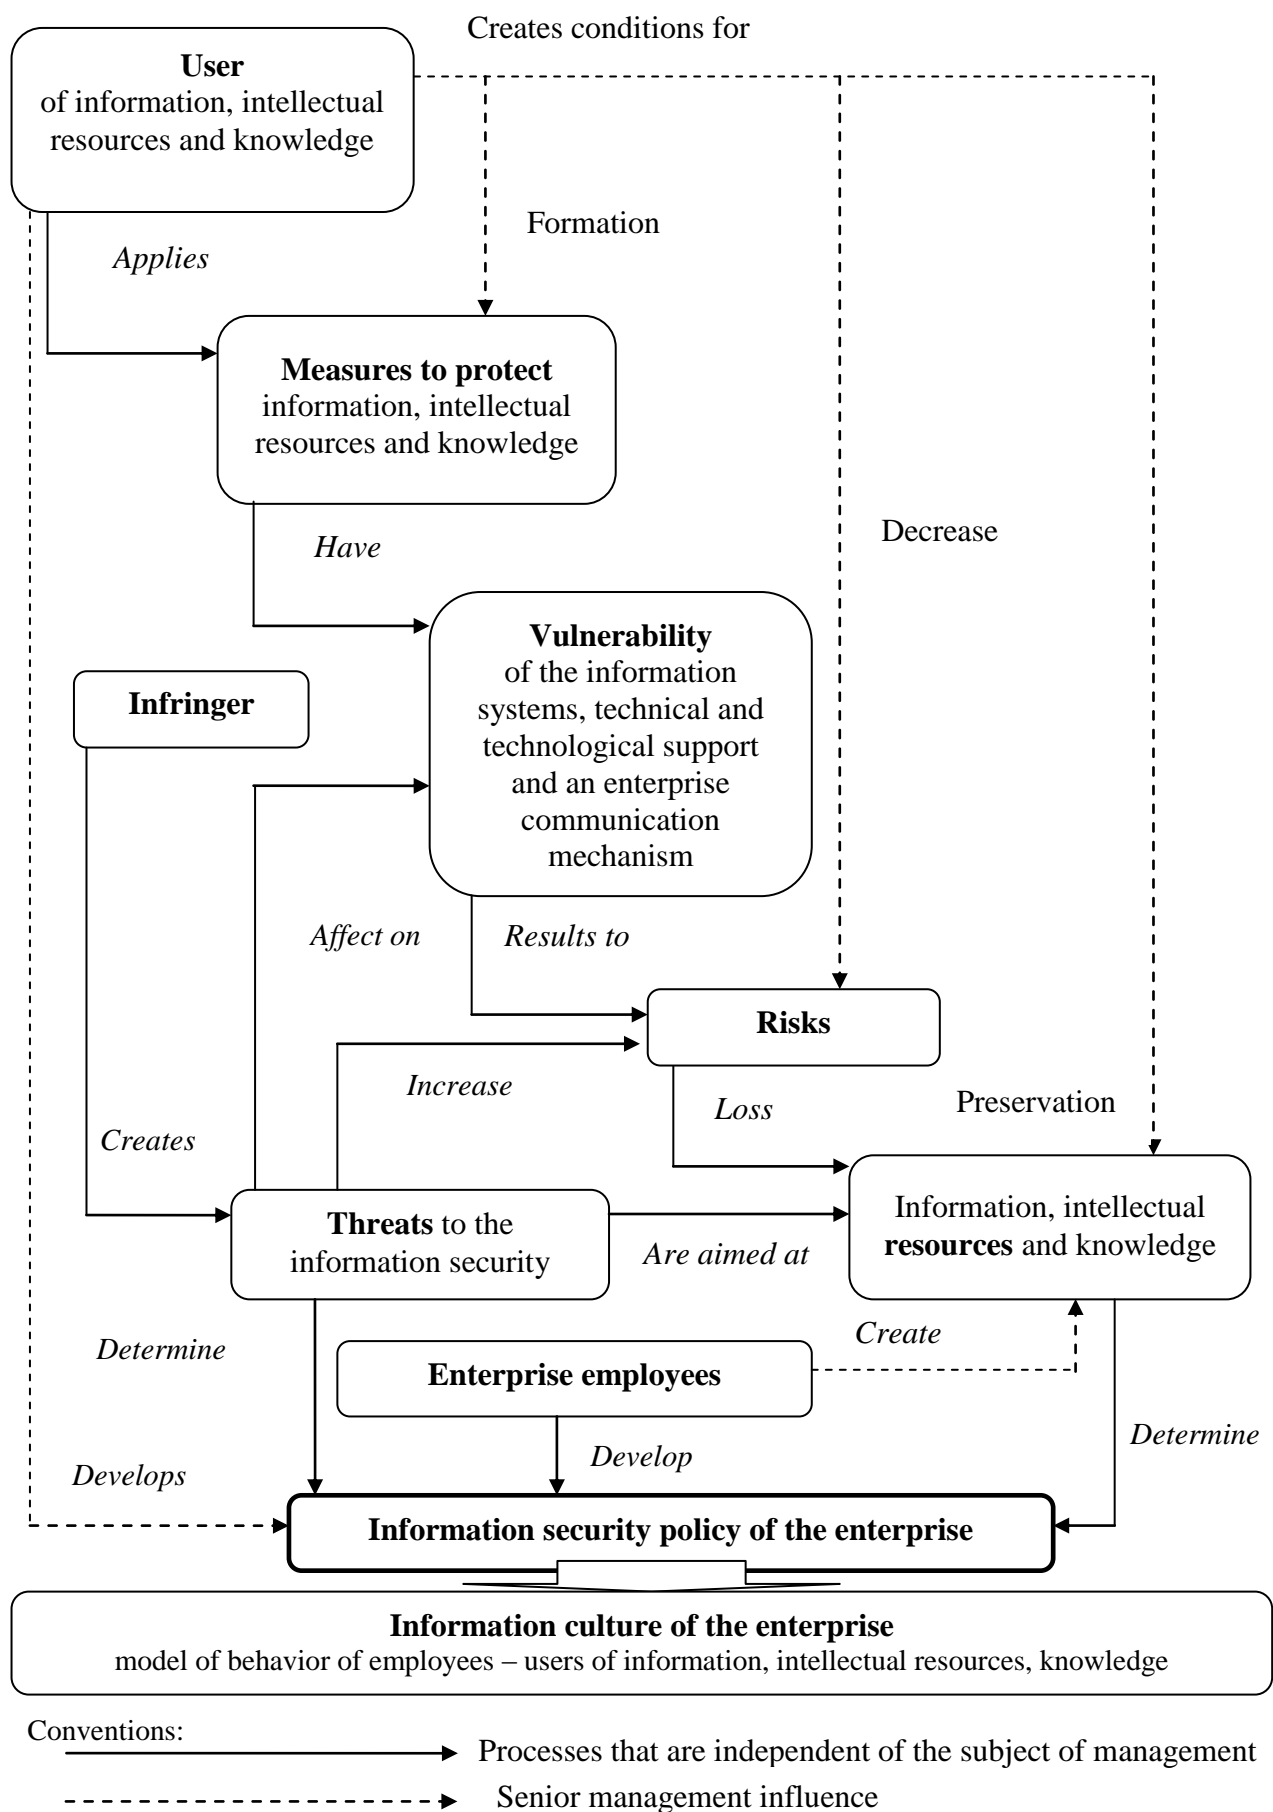 Creates conditions for
User
of information, intellectual
resources and knowledge
Formation
Applies
Measures to protect
information, intellectual
resources and knowledge
Decrease
Have
Vulnerability
of the information
systems, technical and
technological support
and an enterprise
communication
mechanism
Infringer
Affect on
Results to
Risks
Increase
Loss
Preservation
Creates
Threats to the
information security
Are aimed at
Information, intellectual
resources and knowledge
Determine
Create
Enterprise employees
Determine
Develop
Develops
Information security policy of the enterprise
Information culture of the enterprise
model of behavior of employees – users of information, intellectual resources, knowledge
Conventions:
Processes that are independent of the subject of management
Senior management influence